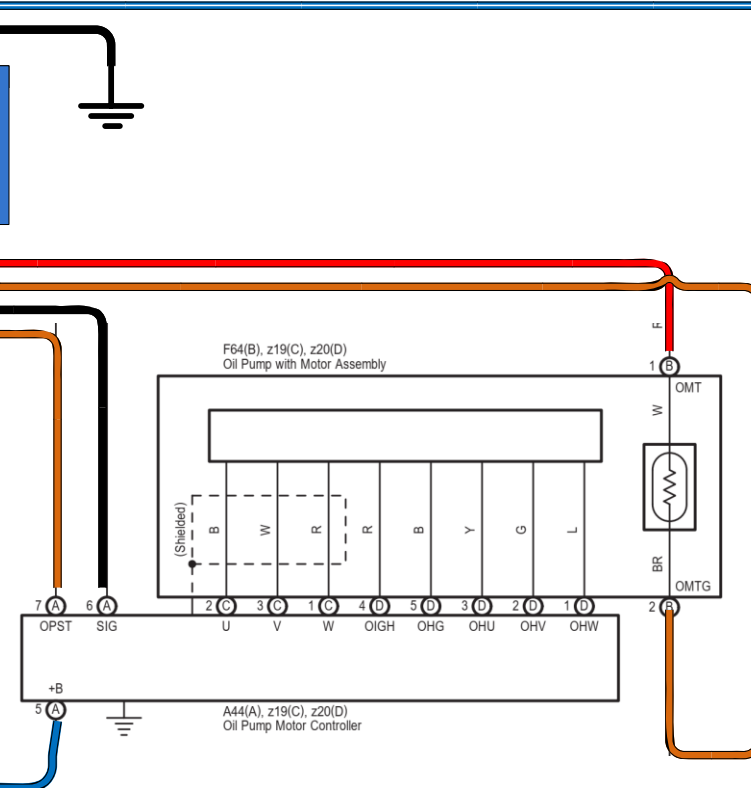 F64(B), z19(C), z20(D)
Oil Pump with Motor Assembly
1 B
OMT
W
(Shielded)
B W R R B Y G L
BR
OMTG
7 A 6 A 2 C 3 C 1 C 4 D 5 D 3 D 2 D 1 D 2 B
OPST SIG U V W OIGH OHG OHU OHV OHW
+B
5 A
A44(A), z19(C), z20(D)
Oil Pump Motor Controller